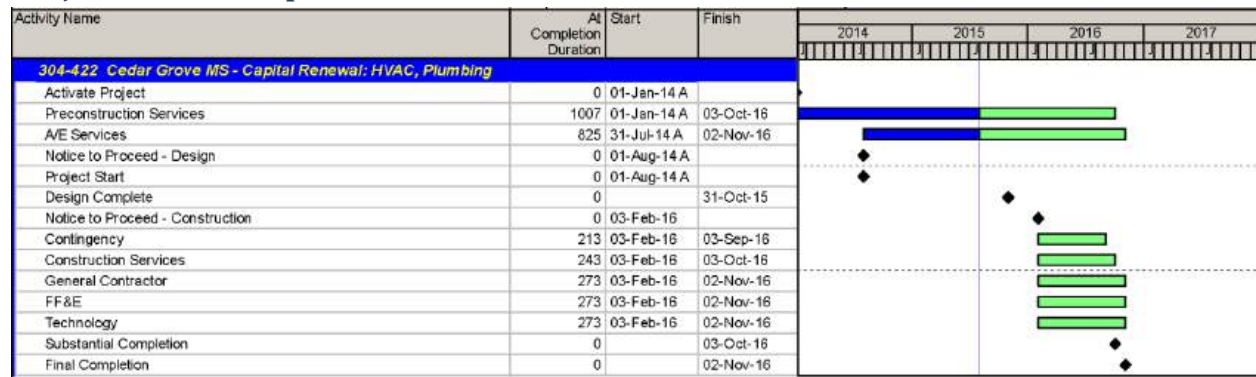 Activity Name At Completion Duration Start Finish
2014 2015 2016 2017
304-422 Cedar Grove MS - Capital Renewal: HVAC, Plumbing
Activate Project 0 01-Jan-14 A
Preconstruction Services 1007 01-Jan-14 A 03-Oct-16
A/E Services 825 31-Jul-14 A 02-Nov-16
Notice to Proceed - Design 0 01-Aug-14 A
Project Start 0 01-Aug-14 A
Design Complete 0 31-Oct-15
Notice to Proceed - Construction 0 03-Feb-16
Contingency 213 03-Feb-16 03-Sep-16
Construction Services 243 03-Feb-16 03-Oct-16
General Contractor 273 03-Feb-16 02-Nov-16
FF&E 273 03-Feb-16 02-Nov-16
Technology 273 03-Feb-16 02-Nov-16
Substantial Completion 0 03-Oct-16
Final Completion 0 02-Nov-16